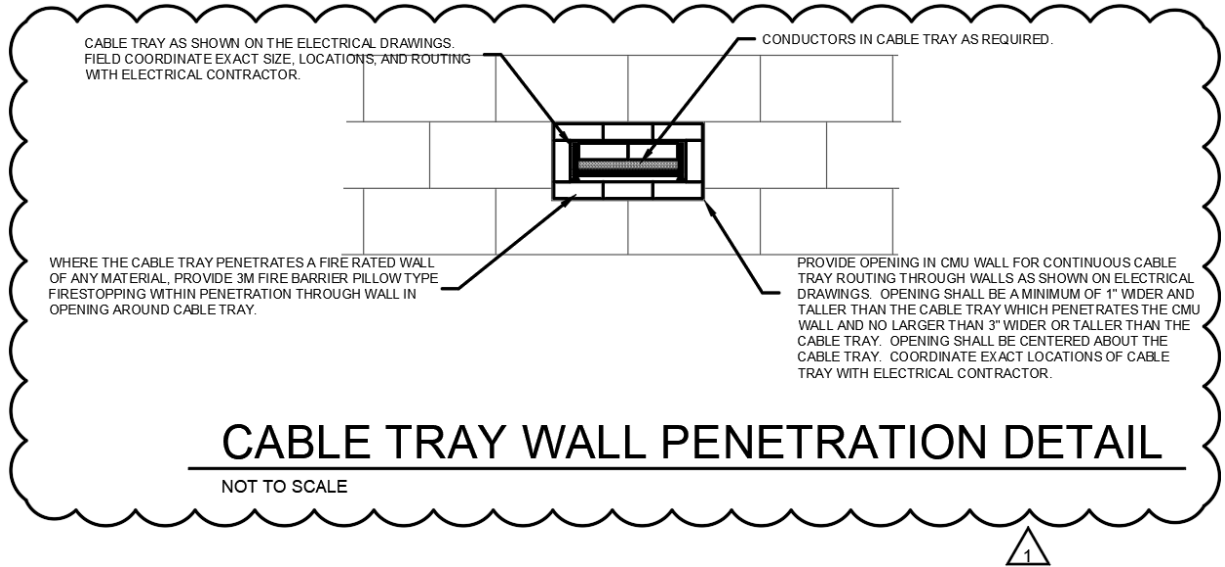 CABLE TRAY AS SHOWN ON THE ELECTRICAL DRAWINGS.
FIELD COORDINATE EXACT SIZE, LOCATIONS, AND ROUTING
WITH ELECTRICAL CONTRACTOR.
CONDUCTORS IN CABLE TRAY AS REQUIRED.
WHERE THE CABLE TRAY PENETRATES A FIRE RATED WALL
OF ANY MATERIAL, PROVIDE 3M FIRE BARRIER PILLOW TYPE
FIRESTOPPING WITHIN PENETRATION THROUGH WALL IN
OPENING AROUND CABLE TRAY.
PROVIDE OPENING IN CMU WALL FOR CONTINUOUS CABLE
TRAY ROUTING THROUGH WALLS AS SHOWN ON ELECTRICAL
DRAWINGS. OPENING SHALL BE A MINIMUM OF 1" WIDER AND
TALLER THAN THE CABLE TRAY WHICH PENETRATES THE CMU
WALL AND NO LARGER THAN 3" WIDER OR TALLER THAN THE
CABLE TRAY. OPENING SHALL BE CENTERED ABOUT THE
CABLE TRAY. COORDINATE EXACT LOCATIONS OF CABLE
TRAY WITH ELECTRICAL CONTRACTOR.
CABLE TRAY WALL PENETRATION DETAIL
NOT TO SCALE
1